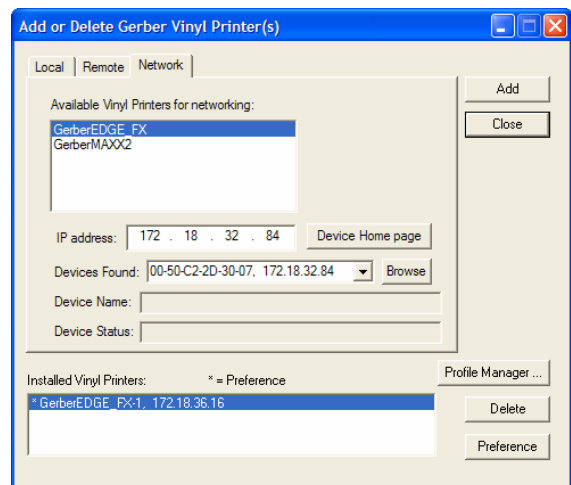 Add or Delete Gerber Vinyl Printer(s)
Local Remote Network
Add
Available Vinyl Printers for networking:
Close
GerberEDGE_FX
GerberMAXX2
IP address: 172 . 18 . 32 . 84 Device Home page
Devices Found: 00-50-C2-2D-30-07, 172.18.32.84 Browse
Device Name:
Device Status:
Profile Manager ...
Installed Vinyl Printers: * = Preference
* GerberEDGE_FX-1, 172.18.36.16
Delete
Preference